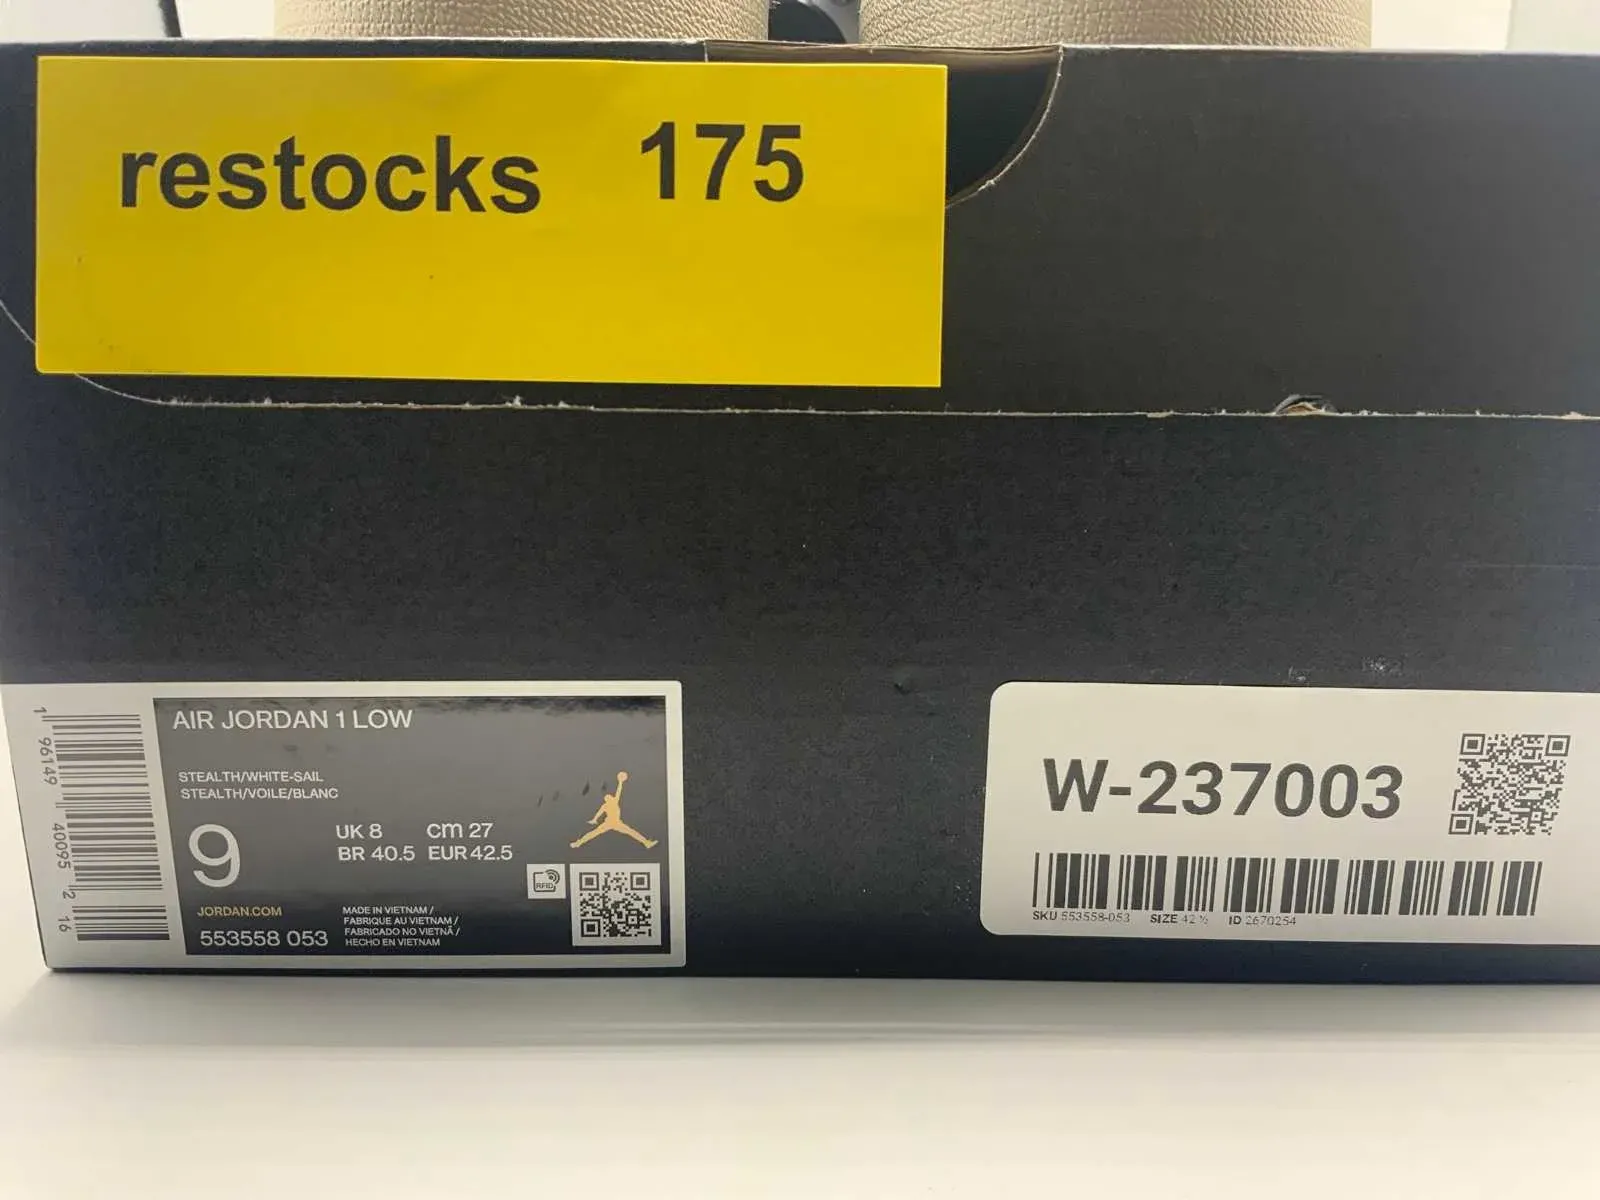 restocks 175
AIR JORDAN 1 LOW
STEALTH/WHITE-SAIL
STEALTH/VOILE/BLANC
9
UK 8 cm 27
BR 40.5 EUR 42.5
RFID
JORDAN.COM
553558 053
MADE IN VIETNAM /
FABRIQUE AU VIETNAM /
FABRICADO NO VIETNÃ /
HECHO EN VIETNAM
1 96149 40095 2 16
W-237003
SKU 553558-053 SIZE 42 ½ ID 2670254